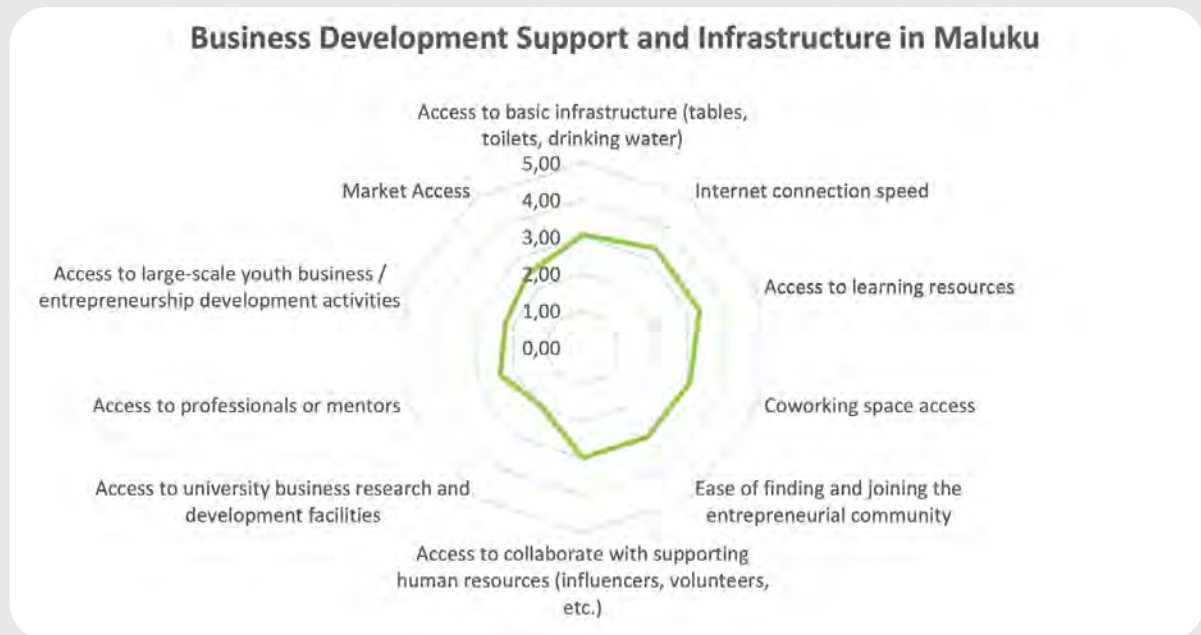 Business Development Support and Infrastructure in Maluku
Access to basic infrastructure (tables,
toilets, drinking water)
5,00
4,00
3,00
2,00
1,00
0,00
Internet connection speed
Access to learning resources
Coworking space access
Ease of finding and joining the
entrepreneurial community
Access to collaborate with supporting
human resources (influencers, volunteers,
etc.)
Access to university business research and
development facilities
Access to professionals or mentors
Access to large-scale youth business /
entrepreneurship development activities
Market Access